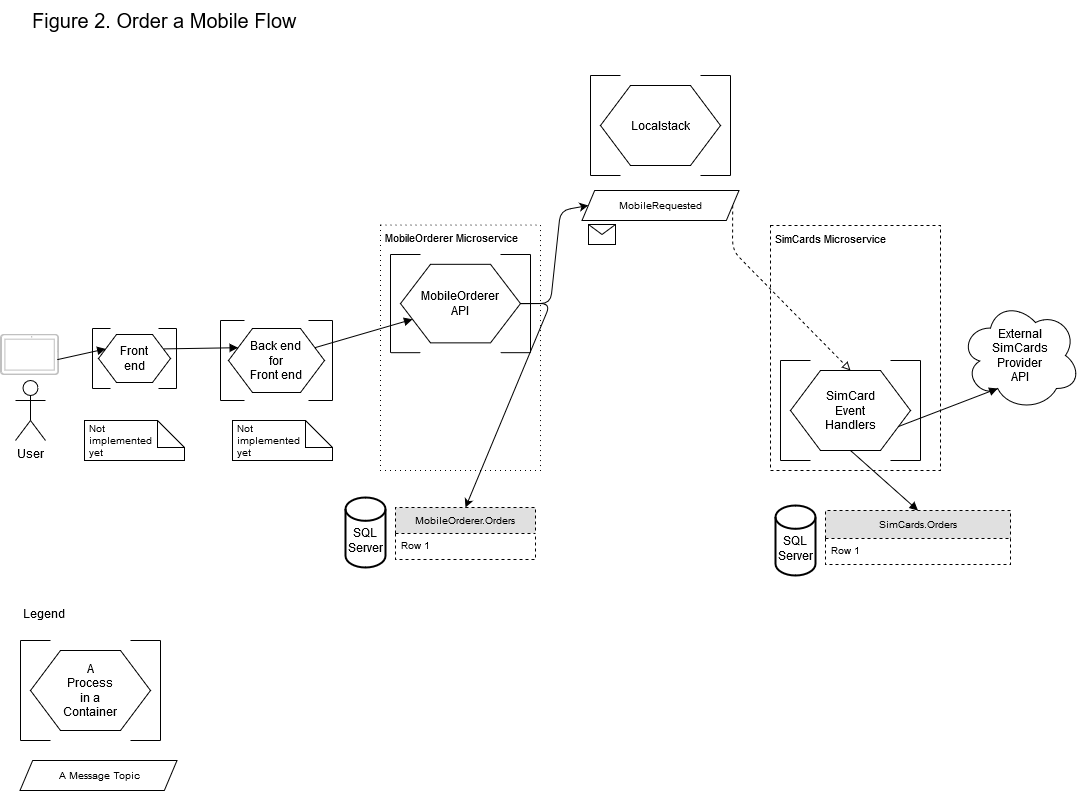 Figure 2. Order a Mobile Flow
Localstack
MobileRequested
MobileOrderer Microservice
MobileOrderer
API
SimCards Microservice
External
SimCards
Provider
API
SimCard
Event
Handlers
Front
end
Back end
for
Front end
User
Not
implemented
yet
Not
implemented
yet
SQL
Server
MobileOrderer.Orders
Row 1
SQL
Server
SimCards.Orders
Row 1
Legend
A
Process
in a
Container
A Message Topic